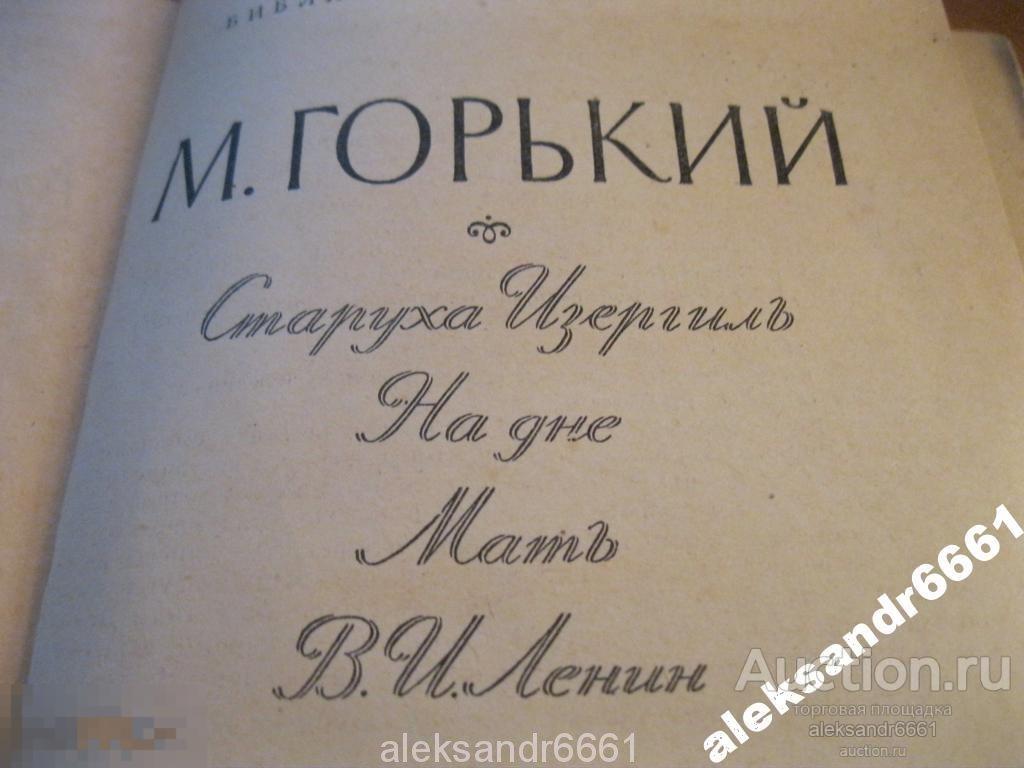 М. ГОРЬКИЙ
Старуха Изергиль
На дне
Мать
В. И. Ленин
aleksandr6661
Auction.ru
торговая площадка
aleksandr6661
auction.ru
aleksandr6661